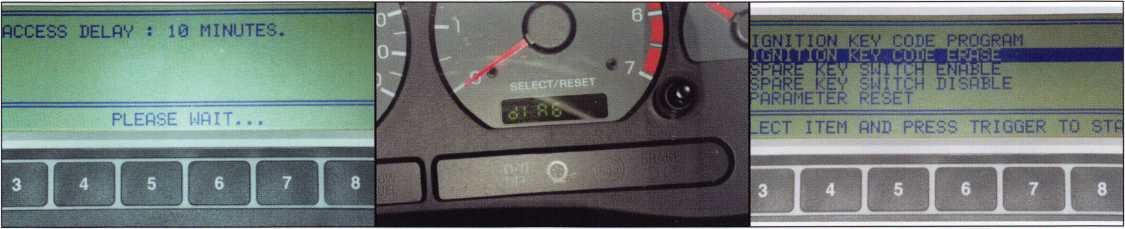 ACCESS DELAY : 10 MINUTES.
PLEASE WAIT...
3 4 5 6 7 8
0
1
0
6
7
SELECT/RESET
dIAG
IGNITION KEY CODE PROGRAM
IGNITION KEY CODE ERASE
SPARE KEY SWITCH ENABLE
SPARE KEY SWITCH DISABLE
PARAMETER RESET
LECT ITEM AND PRESS TRIGGER TO STA
3 4 5 6 7 8